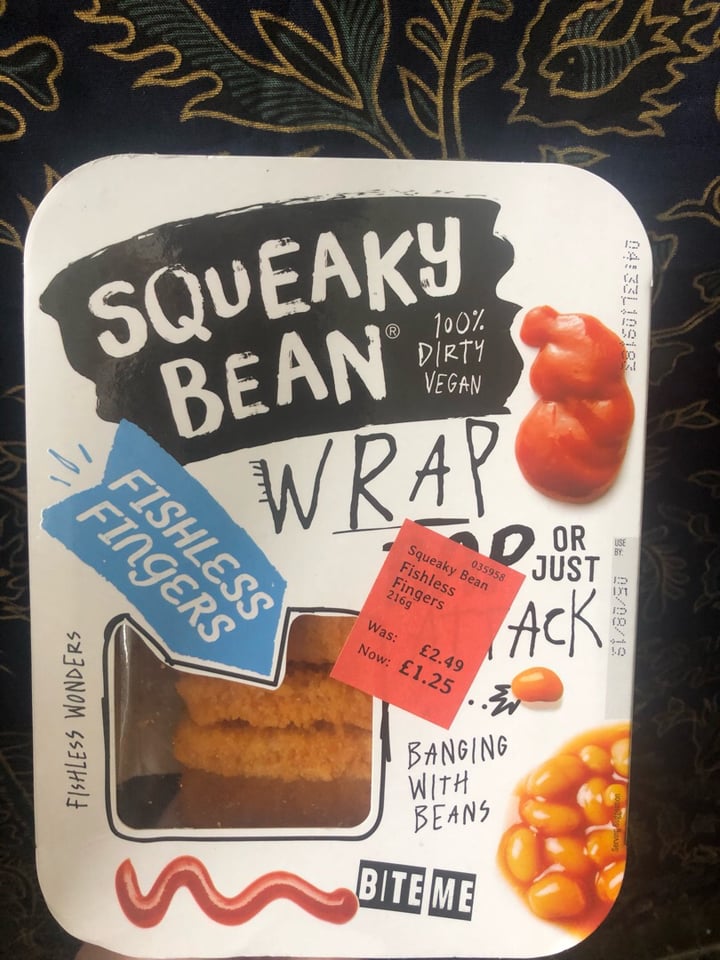 SQUEAKY
BEAN®
100%
DIRTY
VEGAN
WRAP
OR
JUST
ACK
FISHLESS
FINGERS
035958
Squeaky Bean
Fishless
Fingers
216g
Was: £2.49
Now: £1.25
USE
BY:
05/08/19
FISHLESS WONDERS
BANGING
WITH
BEANS
BITE ME